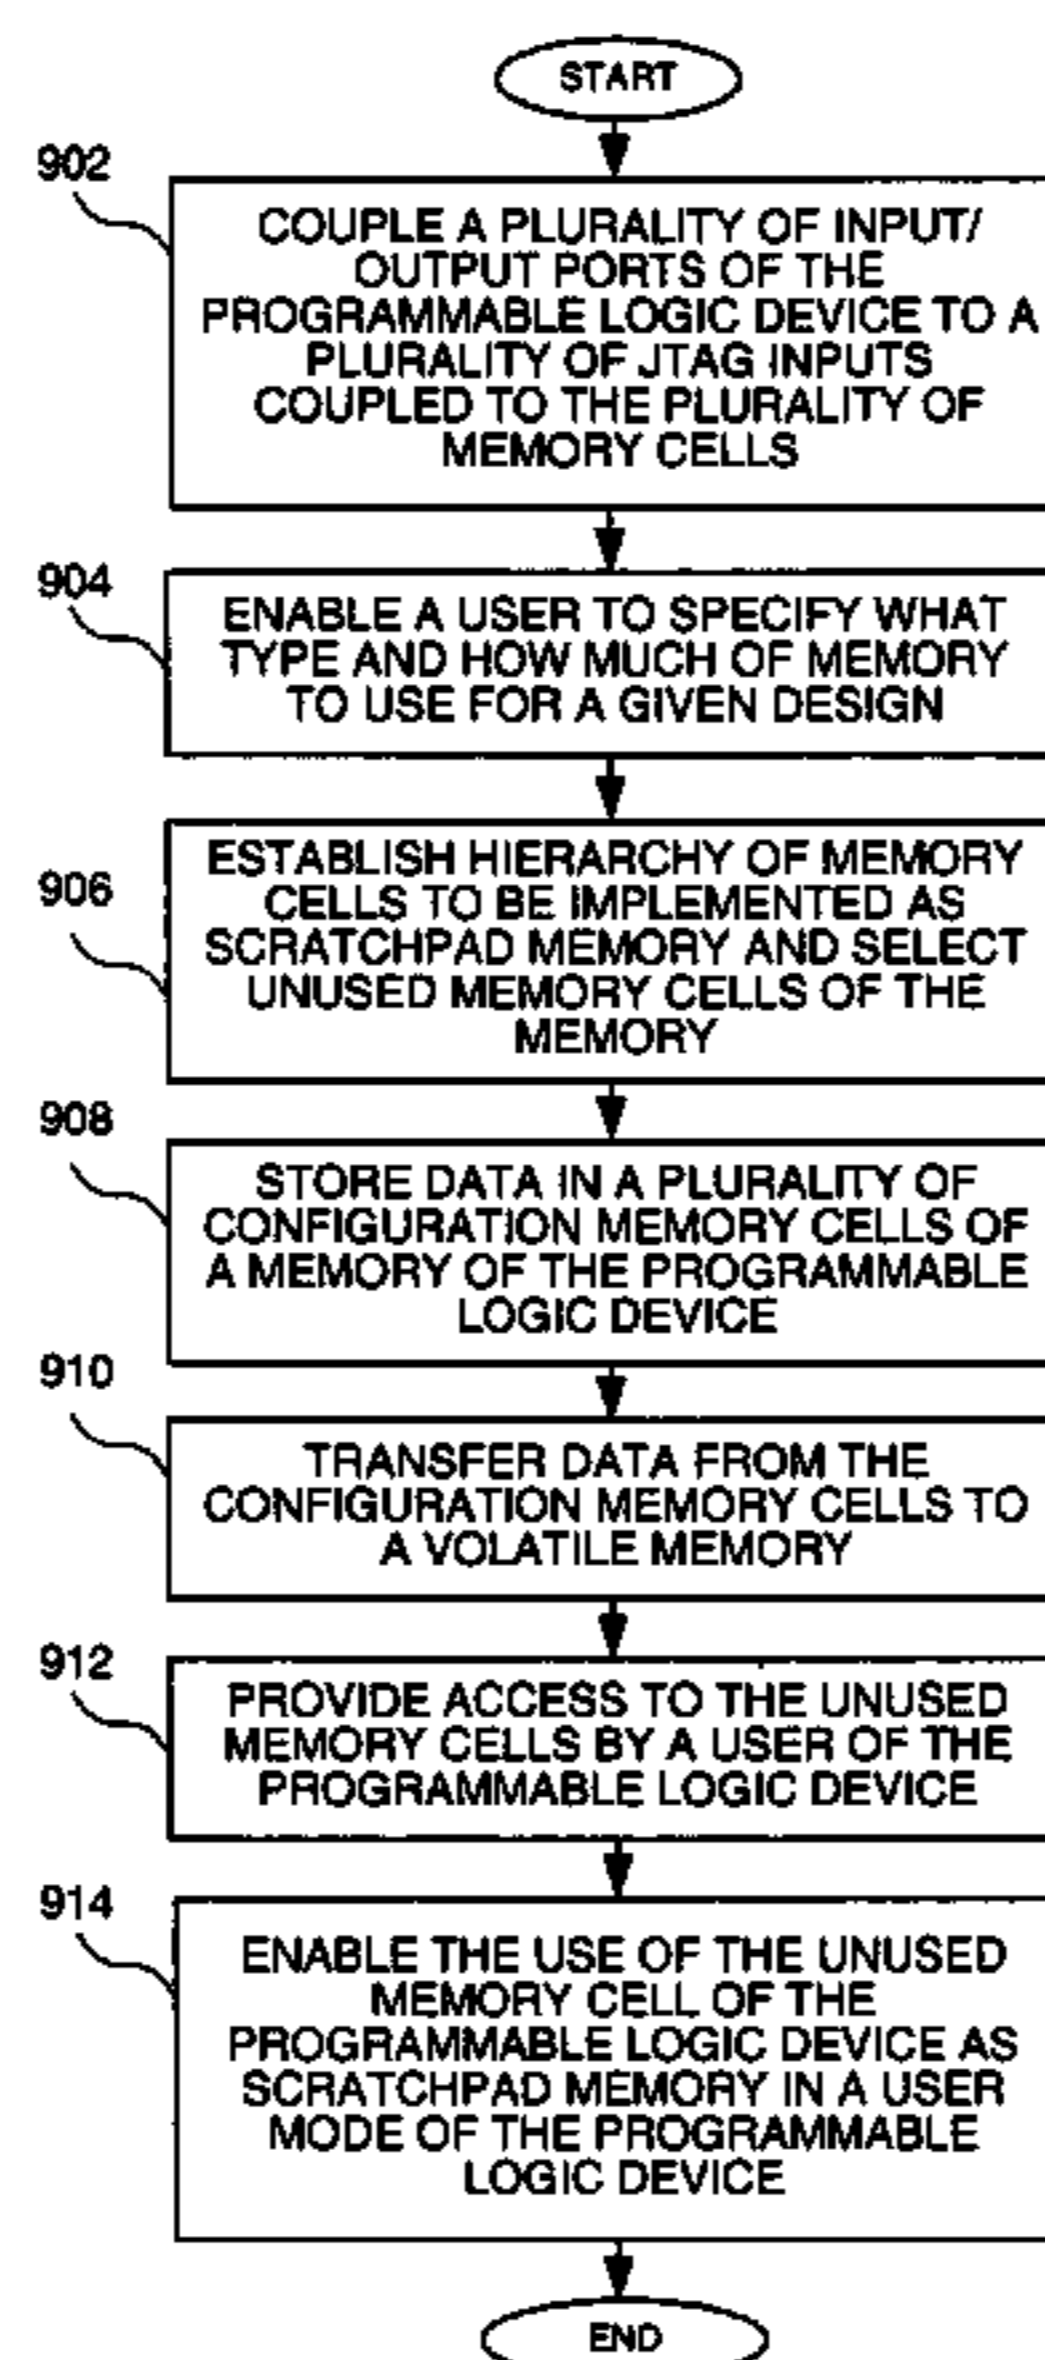 START
902
COUPLE A PLURALITY OF INPUT/
OUTPUT PORTS OF THE
PROGRAMMABLE LOGIC DEVICE TO A
PLURALITY OF JTAG INPUTS
COUPLED TO THE PLURALITY OF
MEMORY CELLS
904
ENABLE A USER TO SPECIFY WHAT
TYPE AND HOW MUCH OF MEMORY
TO USE FOR A GIVEN DESIGN
906
ESTABLISH HIERARCHY OF MEMORY
CELLS TO BE IMPLEMENTED AS
SCRATCHPAD MEMORY AND SELECT
UNUSED MEMORY CELLS OF THE
MEMORY
908
STORE DATA IN A PLURALITY OF
CONFIGURATION MEMORY CELLS OF
A MEMORY OF THE PROGRAMMABLE
LOGIC DEVICE
910
TRANSFER DATA FROM THE
CONFIGURATION MEMORY CELLS TO
A VOLATILE MEMORY
912
PROVIDE ACCESS TO THE UNUSED
MEMORY CELLS BY A USER OF THE
PROGRAMMABLE LOGIC DEVICE
914
ENABLE THE USE OF THE UNUSED
MEMORY CELL OF THE
PROGRAMMABLE LOGIC DEVICE AS
SCRATCHPAD MEMORY IN A USER
MODE OF THE PROGRAMMABLE
LOGIC DEVICE
END